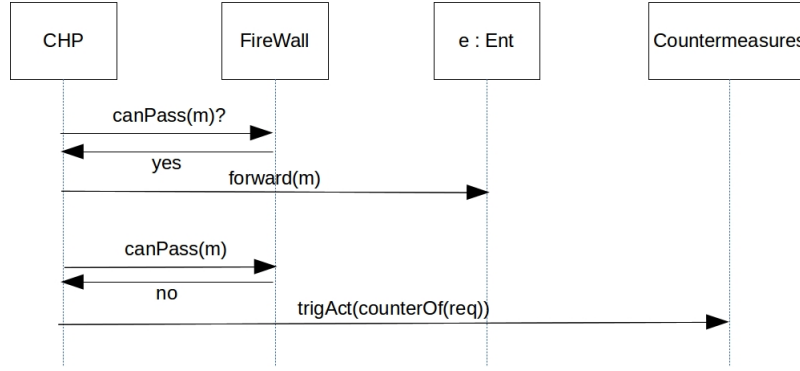 CHP
FireWall
e : Ent
Countermeasures
canPass(m)?
yes
forward(m)
canPass(m)
no
trigAct(counterOf(req))